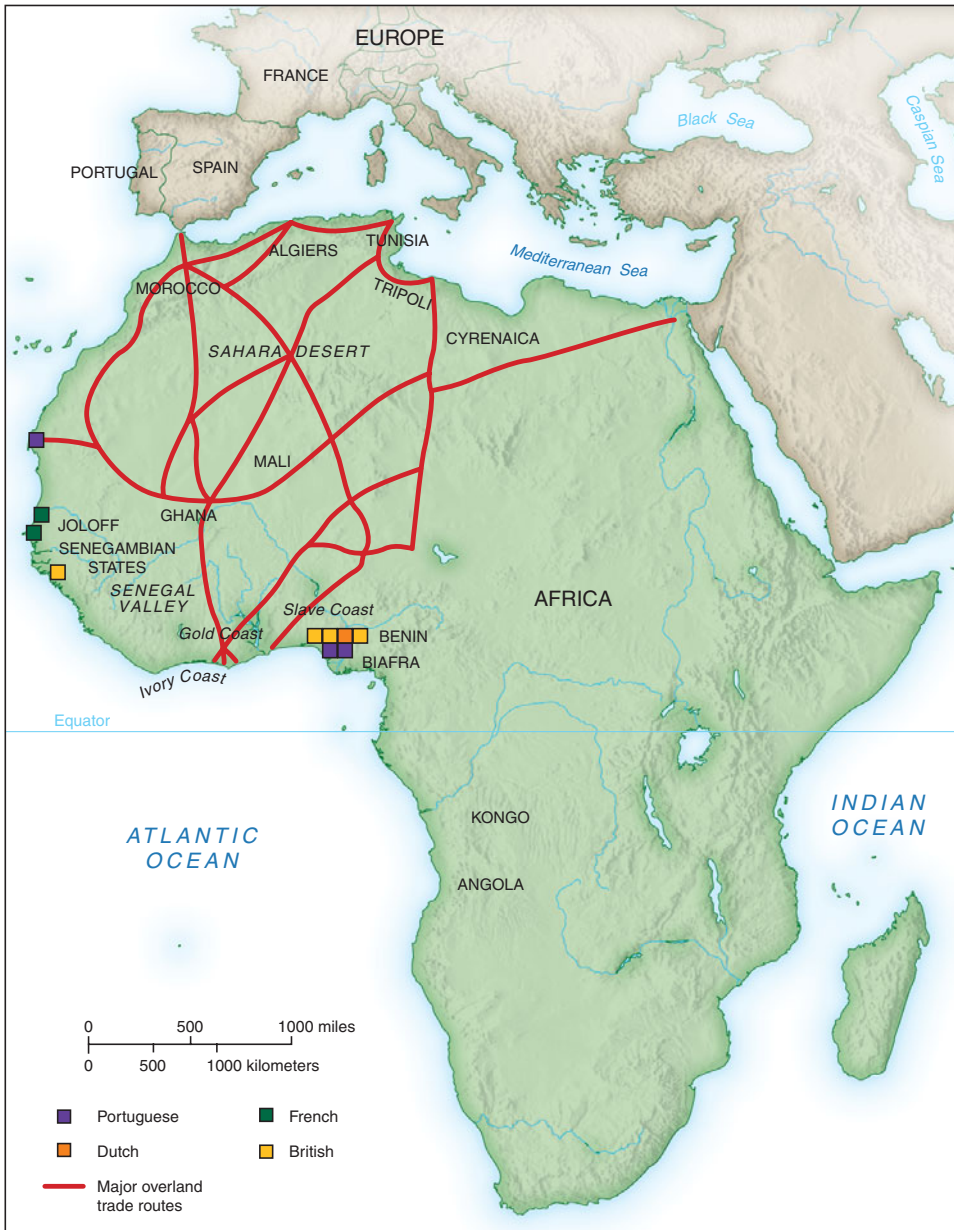 EUROPE
FRANCE
Black Sea
Caspian Sea
PORTUGAL
SPAIN
ALGIERS
TUNISIA
Mediterranean Sea
MOROCCO
TRIPOLI
CYRENAICA
SAHARA DESERT
MALI
GHANA
JOLOFF
SENEGAMBIAN
STATES
SENEGAL
VALLEY
AFRICA
Slave Coast
Gold Coast
BENIN
BIAFRA
Ivory Coast
Equator
KONGO
ANGOLA
ATLANTIC
OCEAN
INDIAN
OCEAN
0 500 1000 miles
0 500 1000 kilometers
Portuguese
French
Dutch
British
Major overland
trade routes